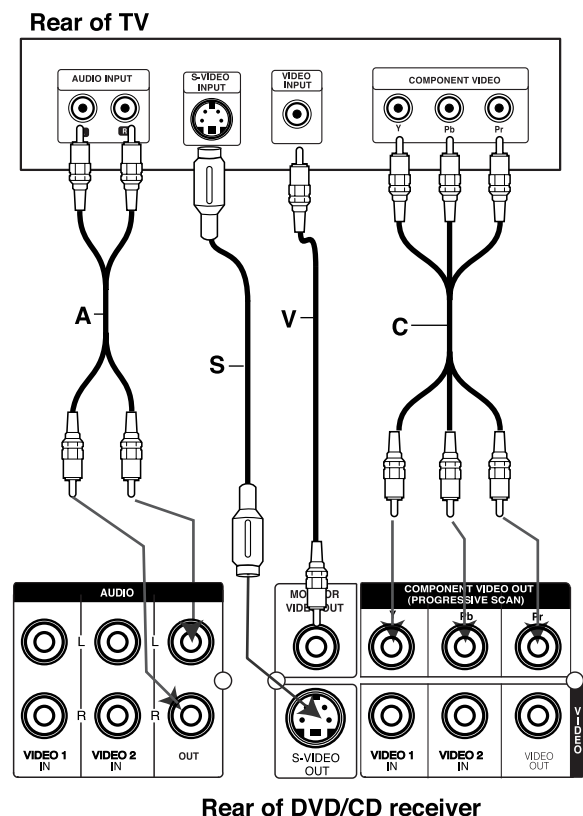 Rear of TV
AUDIO INPUT
S-VIDEO
INPUT
VIDEO
INPUT
COMPONENT VIDEO
R
Y
Pb
Pr
A
S
V
C
AUDIO
L
L
R
R
VIDEO 1
IN
VIDEO 2
IN
OUT
MONITOR
VIDEO OUT
S-VIDEO
OUT
COMPONENT VIDEO OUT
(PROGRESSIVE SCAN)
Y
Pb
Pr
VIDEO 1
IN
VIDEO 2
IN
VIDEO
OUT
VIDEO
Rear of DVD/CD receiver